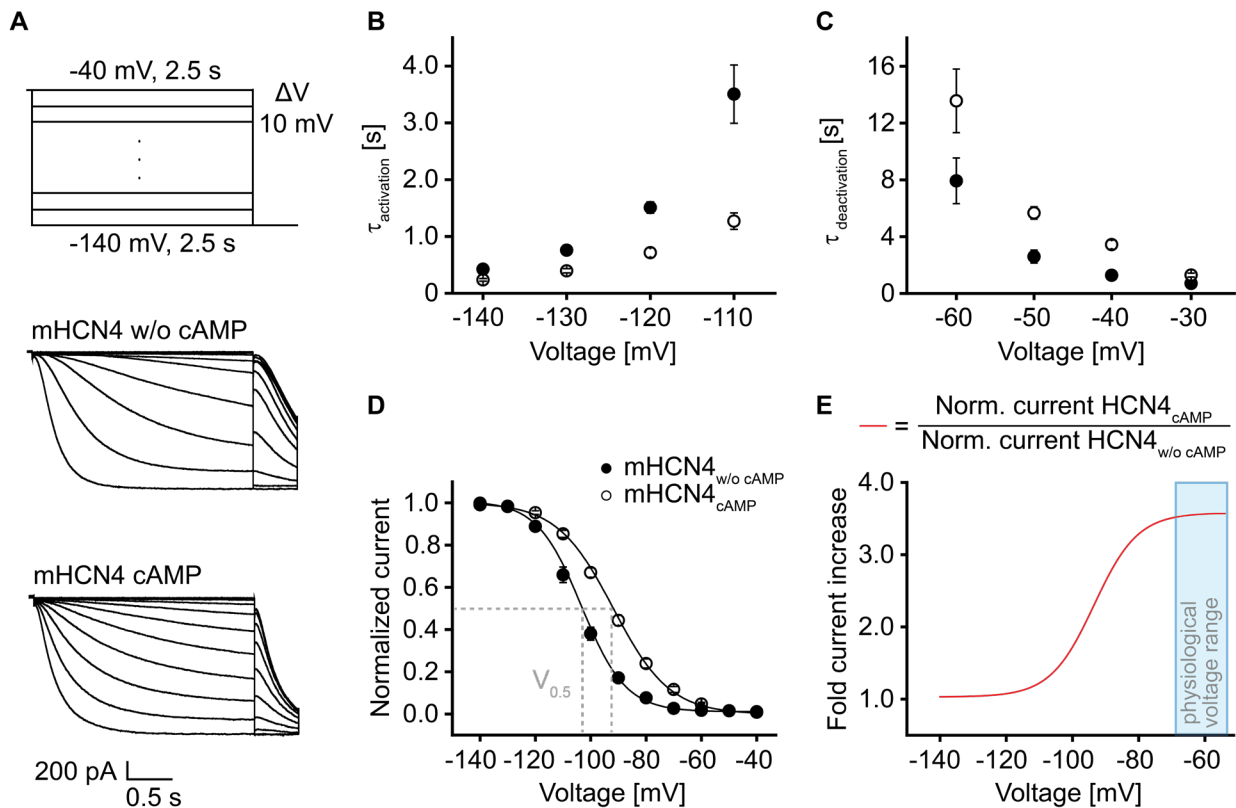 A
-40 mV, 2.5 s
ΔV
10 mV
-140 mV, 2.5 s
mHCN4 w/o cAMP
mHCN4 cAMP
200 pA
0.5 s
B
τactivation [s]
4.0
3.0
2.0
1.0
0
-140 -130 -120 -110
Voltage [mV]
C
τdeactivation [s]
16
12
8
4
0
-60 -50 -40 -30
Voltage [mV]
D
mHCN4w/o cAMP
mHCN4cAMP
Normalized current
1.0
0.8
0.6
0.4
0.2
0.0
V0.5
-140 -120 -100 -80 -60 -40
Voltage [mV]
E
= Norm. current HCN4cAMP
Norm. current HCN4w/o cAMP
Fold current increase
4.0
3.0
2.0
1.0
physiological
voltage range
-140 -120 -100 -80 -60
Voltage [mV]